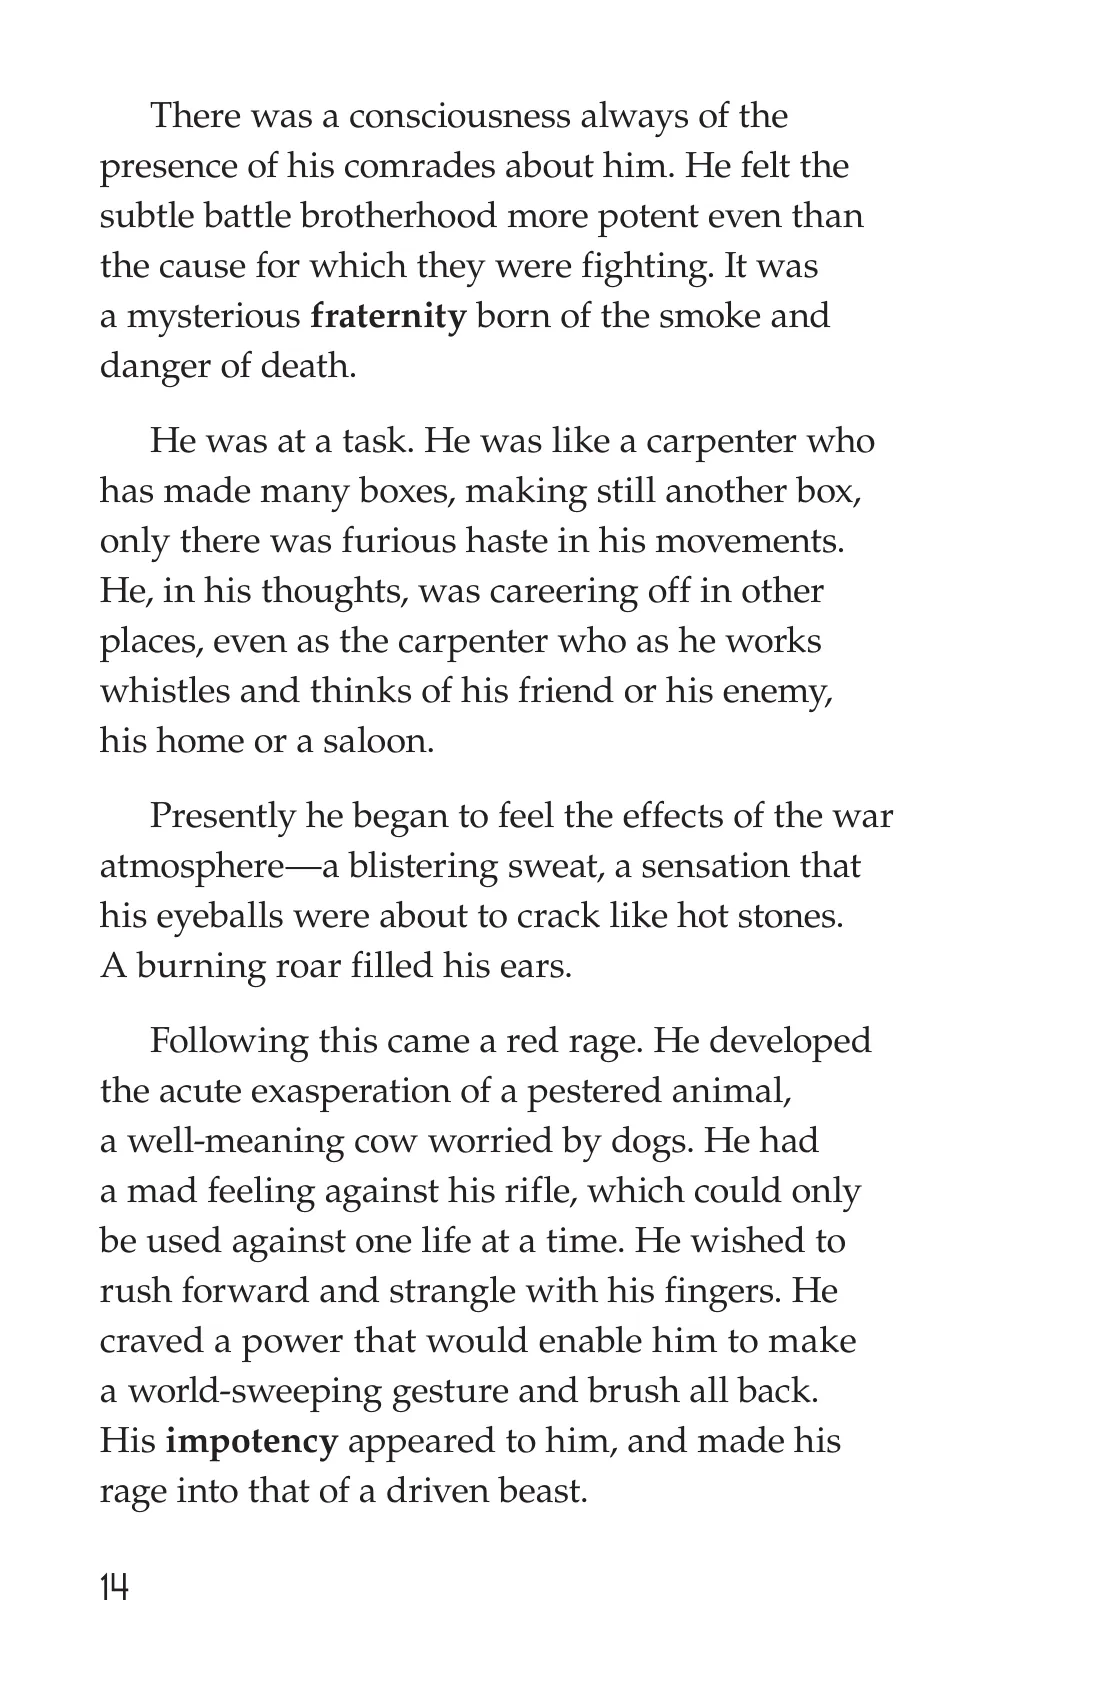 There was a consciousness always of the
presence of his comrades about him. He felt the
subtle battle brotherhood more potent even than
the cause for which they were fighting. It was
a mysterious fraternity born of the smoke and
danger of death.
He was at a task. He was like a carpenter who
has made many boxes, making still another box,
only there was furious haste in his movements.
He, in his thoughts, was careering off in other
places, even as the carpenter who as he works
whistles and thinks of his friend or his enemy,
his home or a saloon.
Presently he began to feel the effects of the war
atmosphere—a blistering sweat, a sensation that
his eyeballs were about to crack like hot stones.
A burning roar filled his ears.
Following this came a red rage. He developed
the acute exasperation of a pestered animal,
a well-meaning cow worried by dogs. He had
a mad feeling against his rifle, which could only
be used against one life at a time. He wished to
rush forward and strangle with his fingers. He
craved a power that would enable him to make
a world-sweeping gesture and brush all back.
His impotency appeared to him, and made his
rage into that of a driven beast.
14